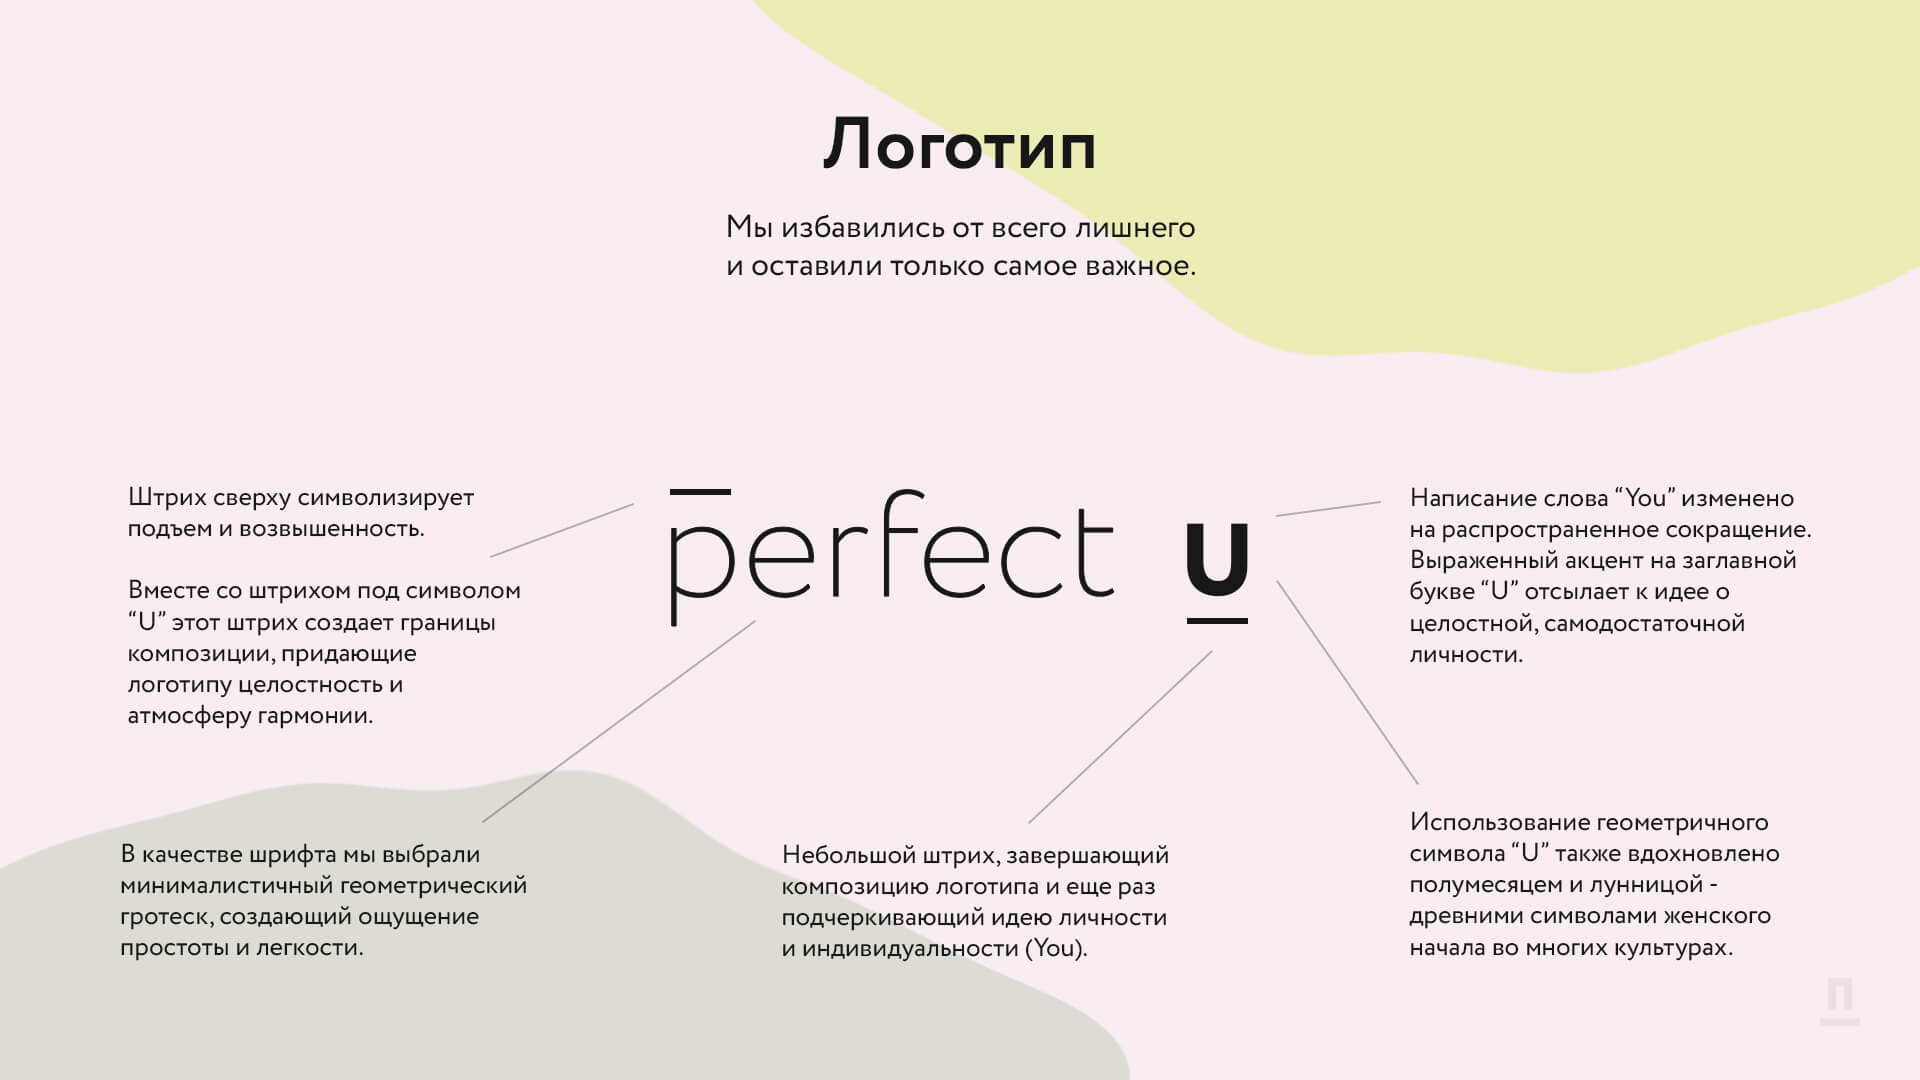 Логотип
Мы избавились от всего лишнего
и оставили только самое важное.
Штрих сверху символизирует
подъем и возвышенность.
Вместе со штрихом под символом
“U” этот штрих создает границы
композиции, придающие
логотипу целостность и
атмосферу гармонии.
perfect u
Написание слова “You” изменено
на распространенное сокращение.
Выраженный акцент на заглавной
букве “U” отсылает к идее о
целостной, самодостаточной
личности.
В качестве шрифта мы выбрали
минималистичный геометрический
гротеск, создающий ощущение
простоты и легкости.
Небольшой штрих, завершающий
композицию логотипа и еще раз
подчеркивающий идею личности
и индивидуальности (You).
Использование геометричного
символа “U” также вдохновлено
полумесяцем и лунницой -
древними символами женского
начала во многих культурах.
п